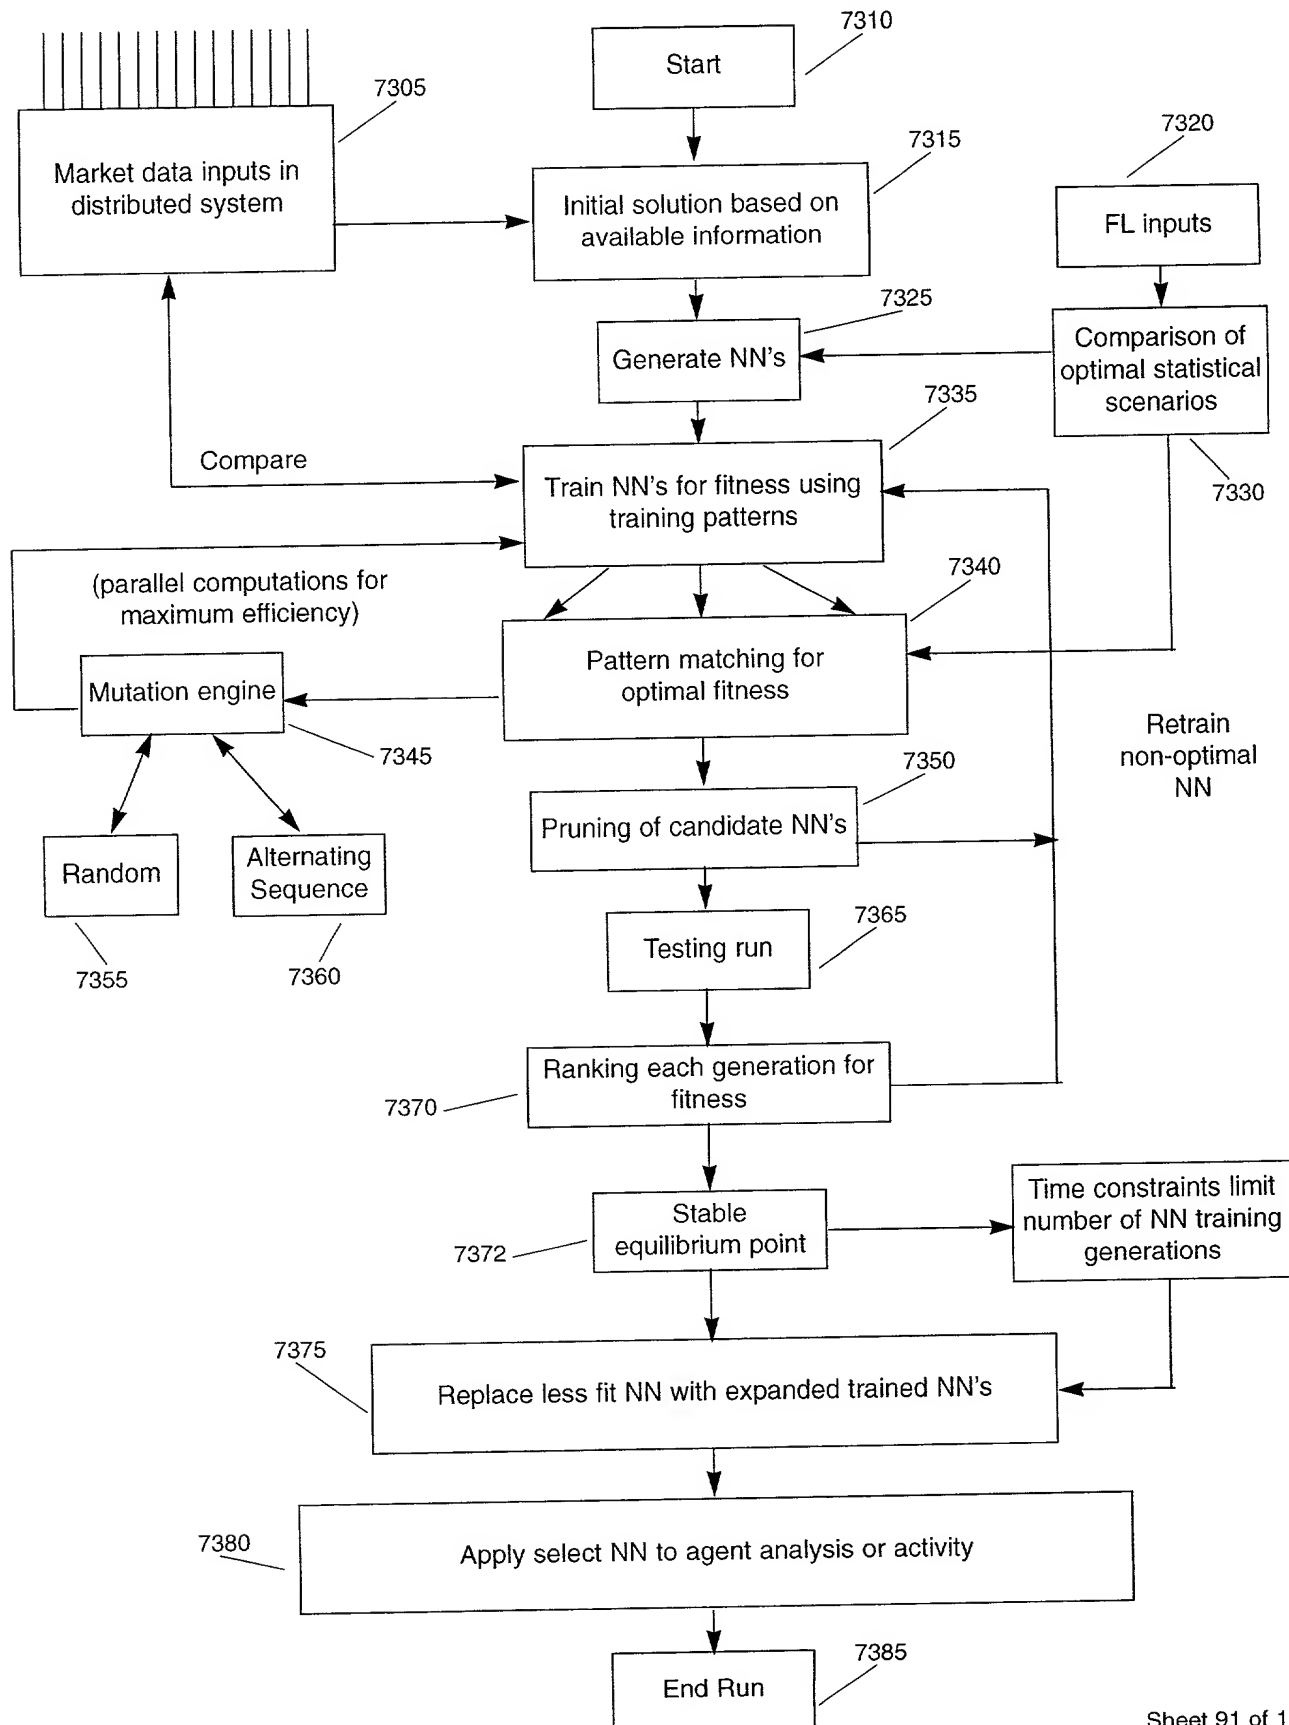 7310
Start
7305
Market data inputs in
distributed system
7315
Initial solution based on
available information
7320
FL inputs
7325
Generate NN's
Comparison of
optimal statistical
scenarios
7330
7335
Compare
Train NN's for fitness using
training patterns
(parallel computations for
maximum efficiency)
7340
Pattern matching for
optimal fitness
Mutation engine
7345
Retrain
non-optimal
NN
7350
Pruning of candidate NN's
Random
Alternating
Sequence
7355
7360
7365
Testing run
Ranking each generation for
fitness
7370
Stable
equilibrium point
7372
Time constraints limit
number of NN training
generations
7375
Replace less fit NN with expanded trained NN's
7380
Apply select NN to agent analysis or activity
7385
End Run
Sheet 91 of 1